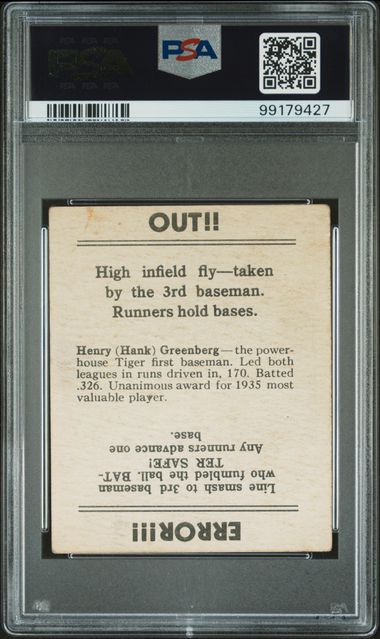 PSA
PSA
99179427
OUT!!
High infield fly—taken
by the 3rd baseman.
Runners hold bases.
Henry (Hank) Greenberg—the power-
house Tiger first baseman. Led both
leagues in runs driven in, 170. Batted
.326. Unanimous award for 1935 most
valuable player.
ERROR!!!
Line smash to 3rd baseman
who fumbled the ball. BAT-
TER SAFE!
Any runners advance one
base.